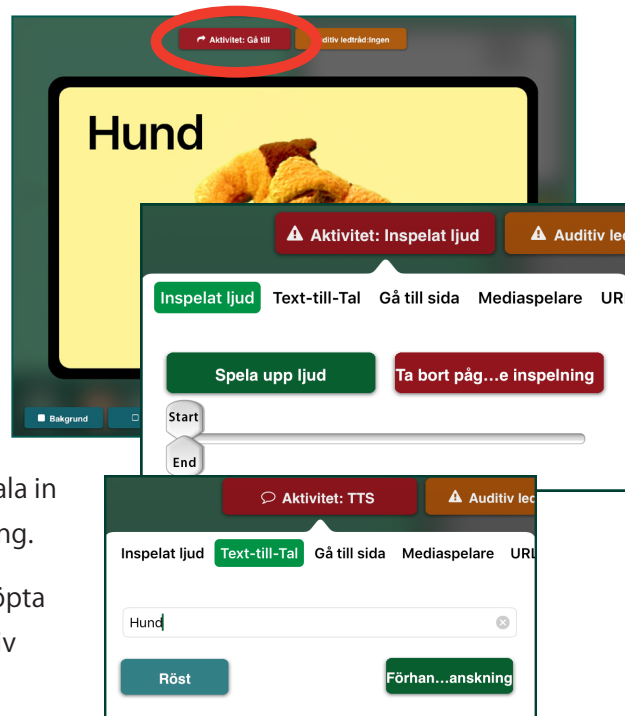 Aktivitet: Gå till
ditiv ledtråd:Ingen
Hund
Aktivitet: Inspelat ljud
Auditiv led
Inspelat ljud Text-till-Tal Gå till sida Mediaspelare UR
Spela upp ljud
Ta bort påg...e inspelning
Start
End
Bakgrund
ala in
ng.
öpta
iv
Aktivitet: TTS
Auditiv led
Inspelat ljud Text-till-Tal Gå till sida Mediaspelare URL
Hund
Röst
Förhan...anskning